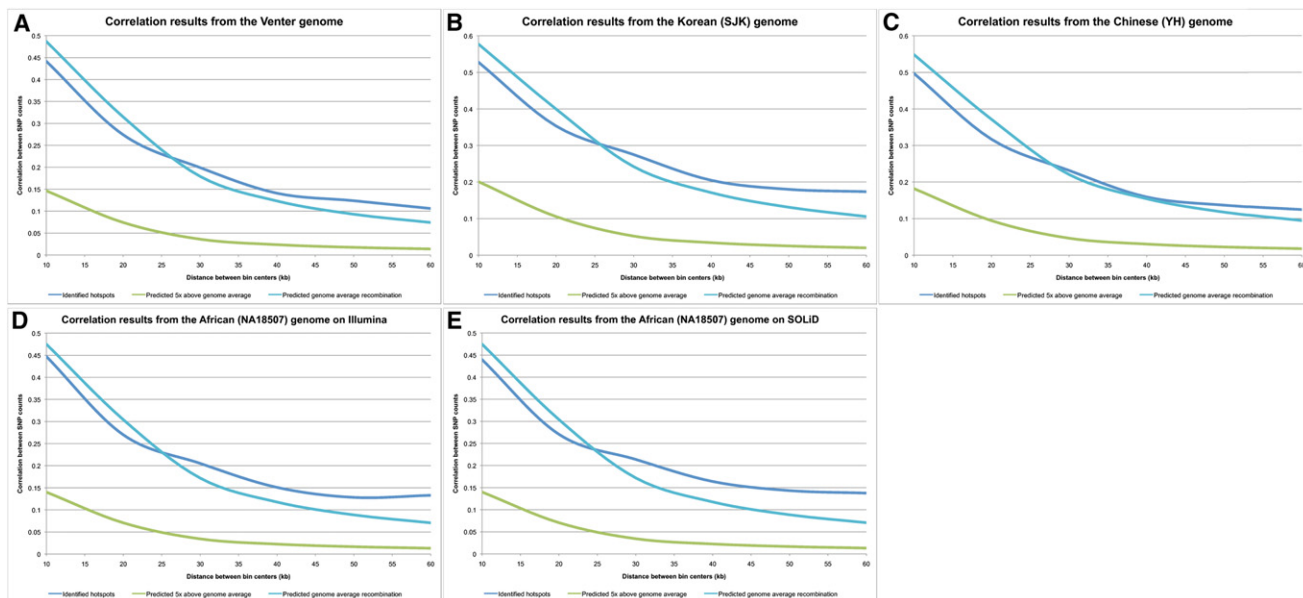 A
Correlation results from the Venter genome
Correlation between SNP counts
0.5
0.45
0.4
0.35
0.3
0.25
0.2
0.15
0.1
0.05
0
10 15 20 25 30 35 40 45 50 55 60
Distance between bin centers (kb)
Identified hotspots Predicted 5x above genome average Predicted genome average recombination
B
Correlation results from the Korean (SJK) genome
Correlation between SNP counts
0.6
0.5
0.4
0.3
0.2
0.1
0
10 15 20 25 30 35 40 45 50 55 60
Distance between bin centers (kb)
Identified hotspots Predicted 5x above genome average Predicted genome average recombination
C
Correlation results from the Chinese (YH) genome
Correlation between SNP counts
0.6
0.5
0.4
0.3
0.2
0.1
0
10 15 20 25 30 35 40 45 50 55 60
Distance between bin centers (kb)
Identified hotspots Predicted 5x above genome average Predicted genome average recombination
D
Correlation results from the African (NA18507) genome on Illumina
Correlation between SNP counts
0.5
0.45
0.4
0.35
0.3
0.25
0.2
0.15
0.1
0.05
0
10 15 20 25 30 35 40 45 50 55 60
Distance between bin centers (kb)
Identified hotspots Predicted 5x above genome average Predicted genome average recombination
E
Correlation results from the African (NA18507) genome on SOLiD
Correlation between SNP counts
0.5
0.45
0.4
0.35
0.3
0.25
0.2
0.15
0.1
0.05
0
10 15 20 25 30 35 40 45 50 55 60
Distance between bin centers (kb)
Identified hotspots Predicted 5x above genome average Predicted genome average recombination